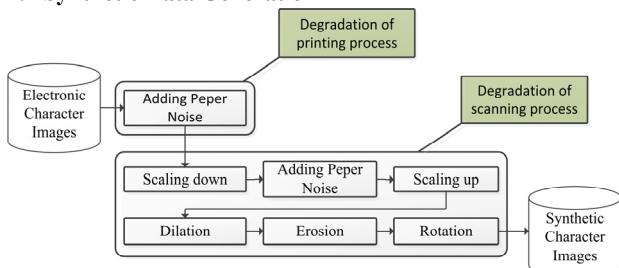 Degradation of
printing process
Electronic
Character
Images
Adding Peper
Noise
Degradation of
scanning process
Scaling down
Adding Peper
Noise
Scaling up
Dilation
Erosion
Rotation
Synthetic
Character
Images